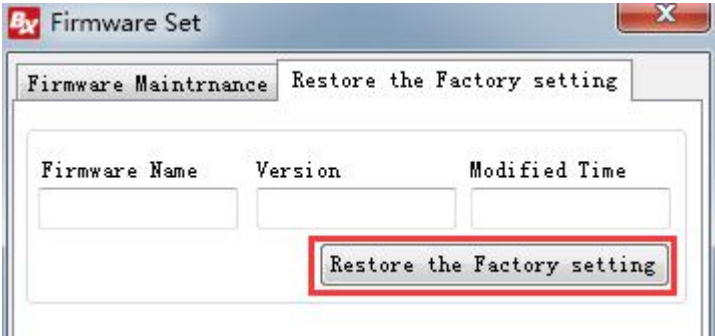 BX Firmware Set
Firmware Maintrnance Restore the Factory setting
Firmware Name Version Modified Time
Restore the Factory setting